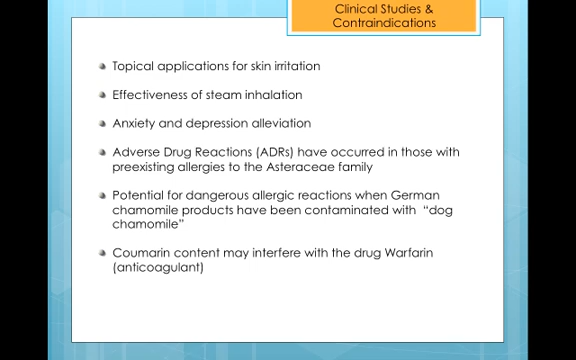 Clinical Studies &
Contraindications
Topical applications for skin irritation
Effectiveness of steam inhalation
Anxiety and depression alleviation
Adverse Drug Reactions (ADRs) have occurred in those with
preexisting allergies to the Asteraceae family
Potential for dangerous allergic reactions when German
chamomile products have been contaminated with “dog
chamomile”
Coumarin content may interfere with the drug Warfarin
(anticoagulant)